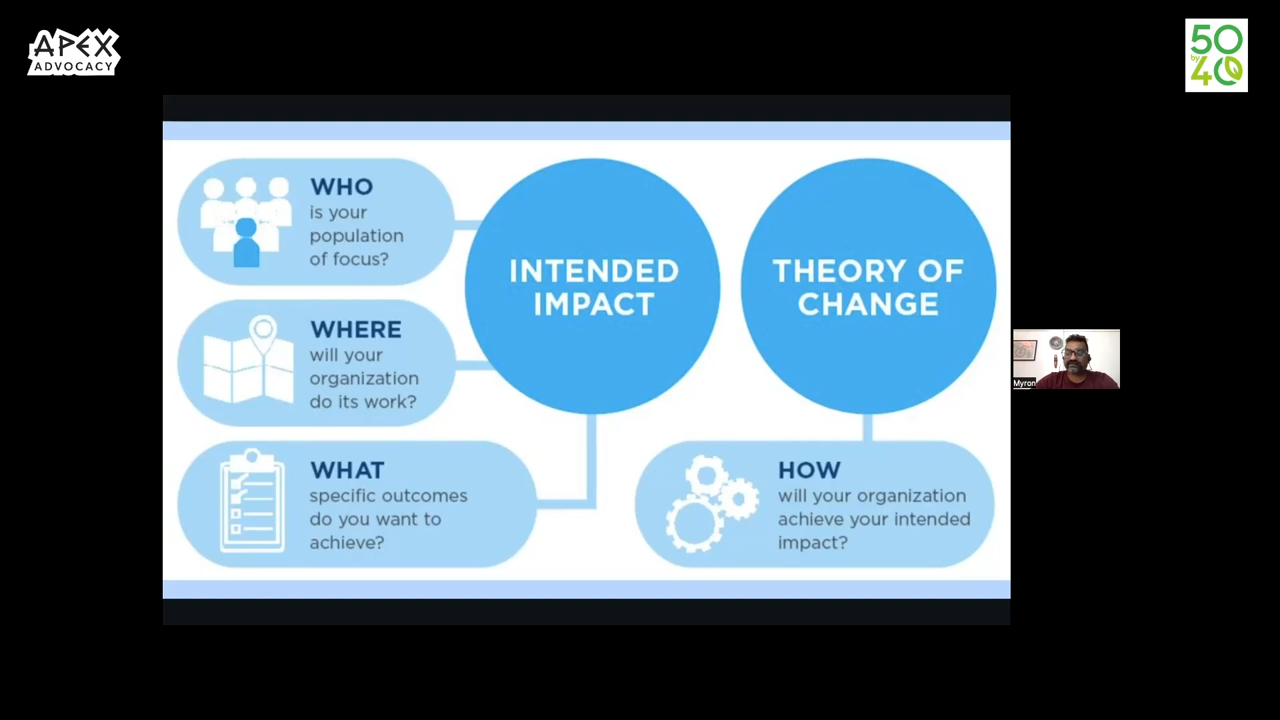 APEX
ADVOCACY
50
by
40
WHO
is your
population
of focus?
WHERE
will your
organization
do its work?
WHAT
specific outcomes
do you want to
achieve?
INTENDED
IMPACT
THEORY OF
CHANGE
HOW
will your organization
achieve your intended
impact?
Myron